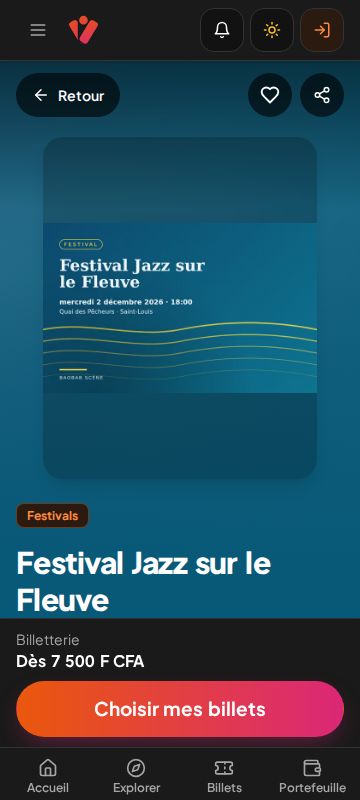 Retour
FESTIVAL
Festival Jazz sur
le Fleuve
mercredi 2 décembre 2026 · 18:00
Quai des Pêcheurs · Saint-Louis
BAOBAB SCÈNE
Festivals
Festival Jazz sur le
Fleuve
Billetterie
Dès 7 500 F CFA
Choisir mes billets
Accueil
Explorer
Billets
Portefeuille